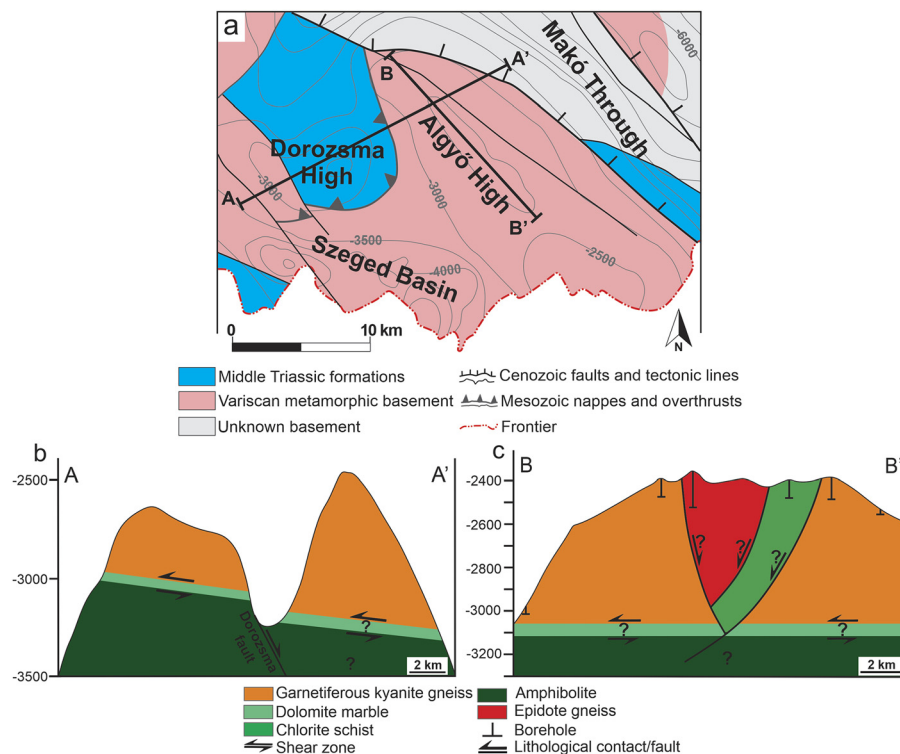 a
Makó Through
-6000
B
A'
Dorozsma
High
Algyő High
-3000
-3000
A
B'
-3500
-2500
-4000
Szeged Basin
0 10 km
N
Middle Triassic formations
Variscan metamorphic basement
Unknown basement
Cenozoic faults and tectonic lines
Mesozoic nappes and overthrusts
Frontier
b
A A'
-2500
-3000
-3500
Dorozsma
fault
?
?
2 km
c
B B'
-2400
-2600
-2800
-3000
-3200
?
?
?
?
?
?
2 km
Garnetiferous kyanite gneiss
Dolomite marble
Chlorite schist
Shear zone
Amphibolite
Epidote gneiss
Borehole
Lithological contact/fault